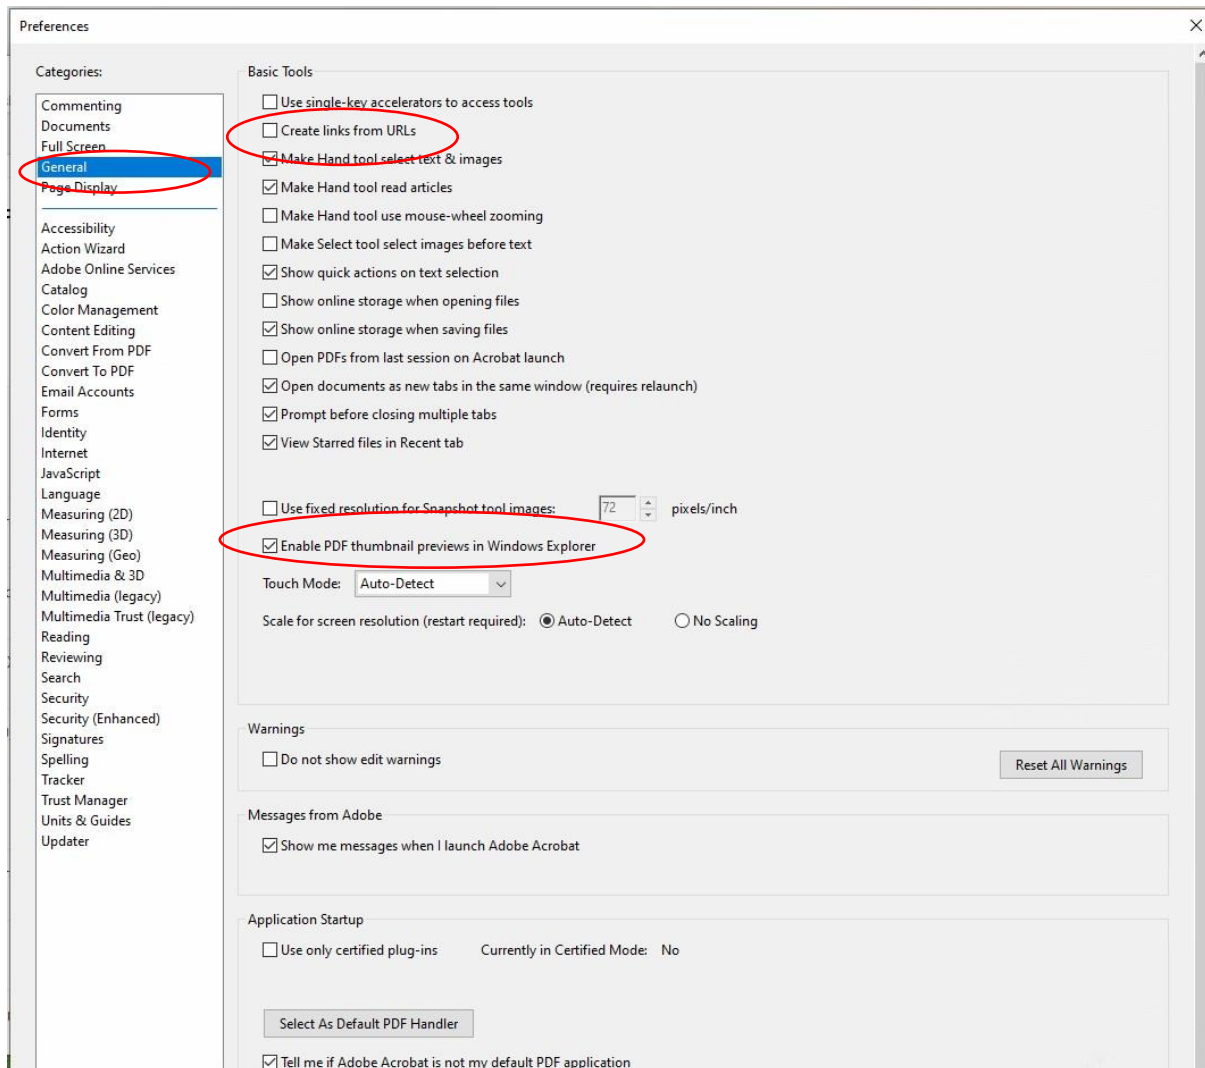 Preferences
Categories:
Commenting
Documents
Full Screen
General
Page Display
Accessibility
Action Wizard
Adobe Online Services
Catalog
Color Management
Content Editing
Convert From PDF
Convert To PDF
Email Accounts
Forms
Identity
Internet
JavaScript
Language
Measuring (2D)
Measuring (3D)
Measuring (Geo)
Multimedia & 3D
Multimedia (legacy)
Multimedia Trust (legacy)
Reading
Reviewing
Search
Security
Security (Enhanced)
Signatures
Spelling
Tracker
Trust Manager
Units & Guides
Updater
Basic Tools
Use single-key accelerators to access tools
Create links from URLs
Make Hand tool select text & images
Make Hand tool read articles
Make Hand tool use mouse-wheel zooming
Make Select tool select images before text
Show quick actions on text selection
Show online storage when opening files
Show online storage when saving files
Open PDFs from last session on Acrobat launch
Open documents as new tabs in the same window (requires relaunch)
Prompt before closing multiple tabs
View Starred files in Recent tab
Use fixed resolution for Snapshot tool images: 72 pixels/inch
Enable PDF thumbnail previews in Windows Explorer
Touch Mode: Auto-Detect
Scale for screen resolution (restart required): Auto-Detect No Scaling
Warnings
Do not show edit warnings
Reset All Warnings
Messages from Adobe
Show me messages when I launch Adobe Acrobat
Application Startup
Use only certified plug-ins Currently in Certified Mode: No
Select As Default PDF Handler
Tell me if Adobe Acrobat is not my default PDF application